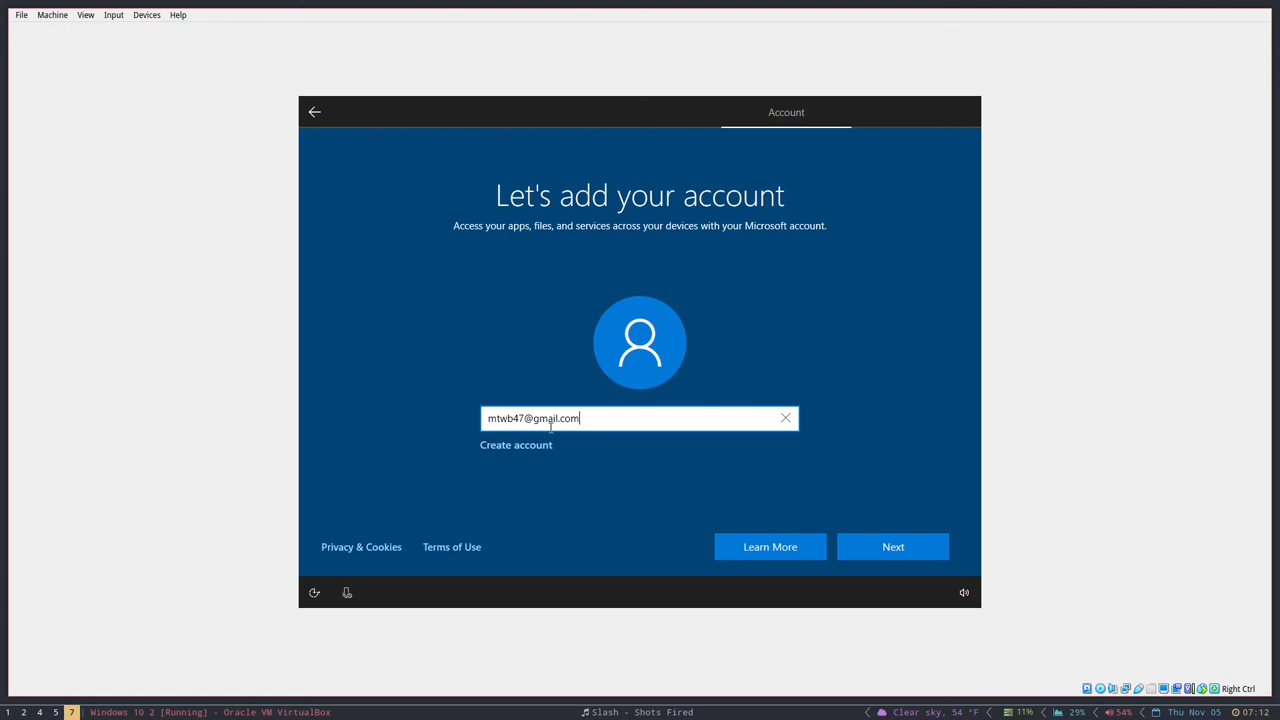 File Machine View Input Devices Help
Account
Let's add your account
Access your apps, files, and services across your devices with your Microsoft account.
mtwb47@gmail.com
Create account
Privacy & Cookies Terms of Use Learn More Next
Right Ctrl
1 2 4 5 7 Windows 10 2 [Running] - Oracle VM VirtualBox Slash - Shots Fired Clear sky, 54 °F 11% 29% 54% Thu Nov 05 07:12